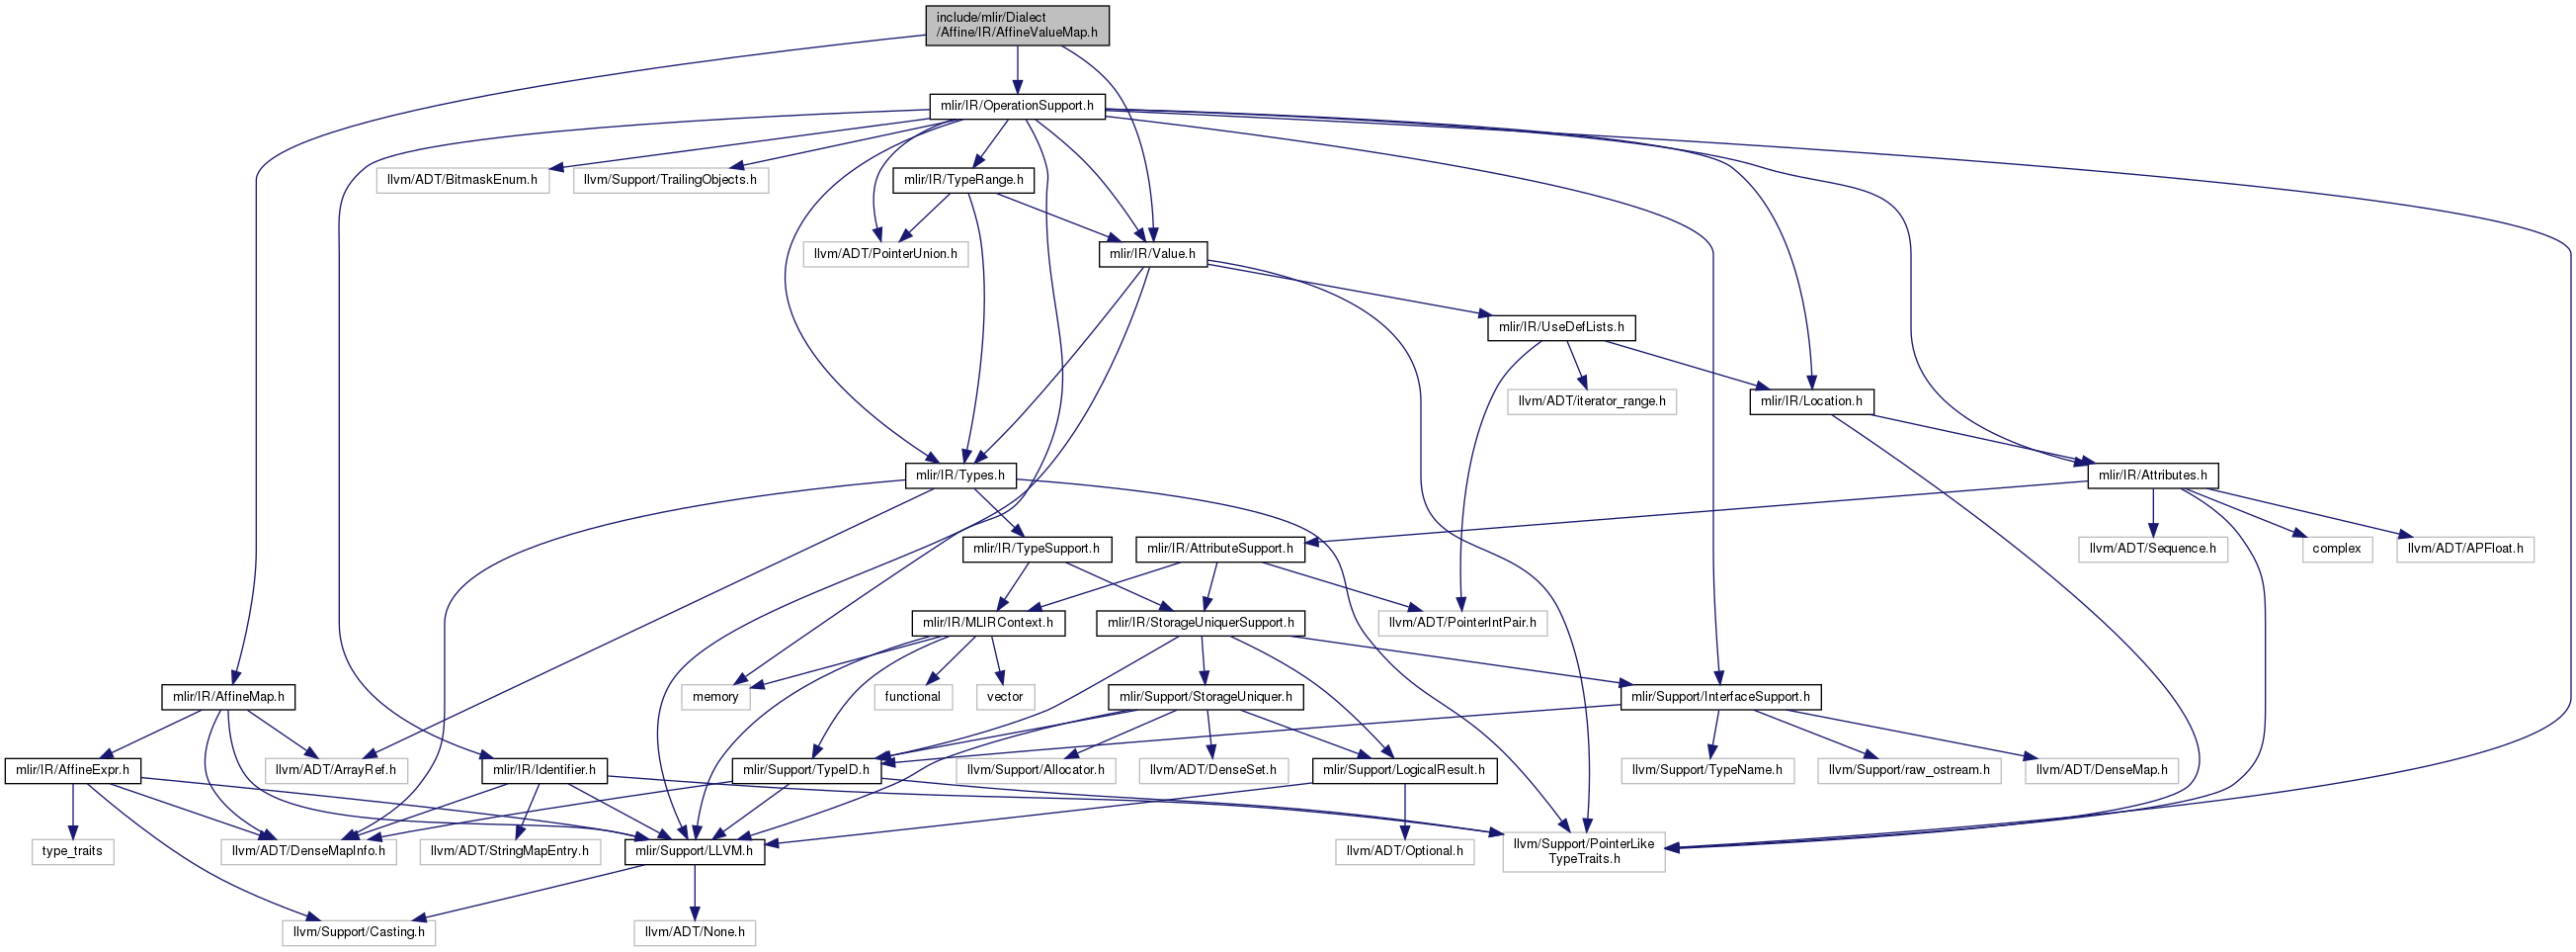 include/mlir/Dialect
/Affine/IR/AffineValueMap.h
mlir/IR/OperationSupport.h
llvm/ADT/BitmaskEnum.h
llvm/Support/TrailingObjects.h
mlir/IR/TypeRange.h
llvm/ADT/PointerUnion.h
mlir/IR/Value.h
mlir/IR/UseDefLists.h
llvm/ADT/iterator_range.h
mlir/IR/Location.h
mlir/IR/Types.h
mlir/IR/Attributes.h
mlir/IR/TypeSupport.h
mlir/IR/AttributeSupport.h
llvm/ADT/Sequence.h
complex
llvm/ADT/APFloat.h
mlir/IR/MLIRContext.h
mlir/IR/StorageUniquerSupport.h
llvm/ADT/PointerIntPair.h
mlir/IR/AffineMap.h
memory
functional
vector
mlir/Support/StorageUniquer.h
mlir/Support/InterfaceSupport.h
mlir/IR/AffineExpr.h
llvm/ADT/ArrayRef.h
mlir/IR/Identifier.h
mlir/Support/TypeID.h
llvm/Support/Allocator.h
llvm/ADT/DenseSet.h
mlir/Support/LogicalResult.h
llvm/Support/TypeName.h
llvm/Support/raw_ostream.h
llvm/ADT/DenseMap.h
type_traits
llvm/ADT/DenseMapInfo.h
llvm/ADT/StringMapEntry.h
mlir/Support/LLVM.h
llvm/ADT/Optional.h
llvm/Support/PointerLike
TypeTraits.h
llvm/Support/Casting.h
llvm/ADT/None.h